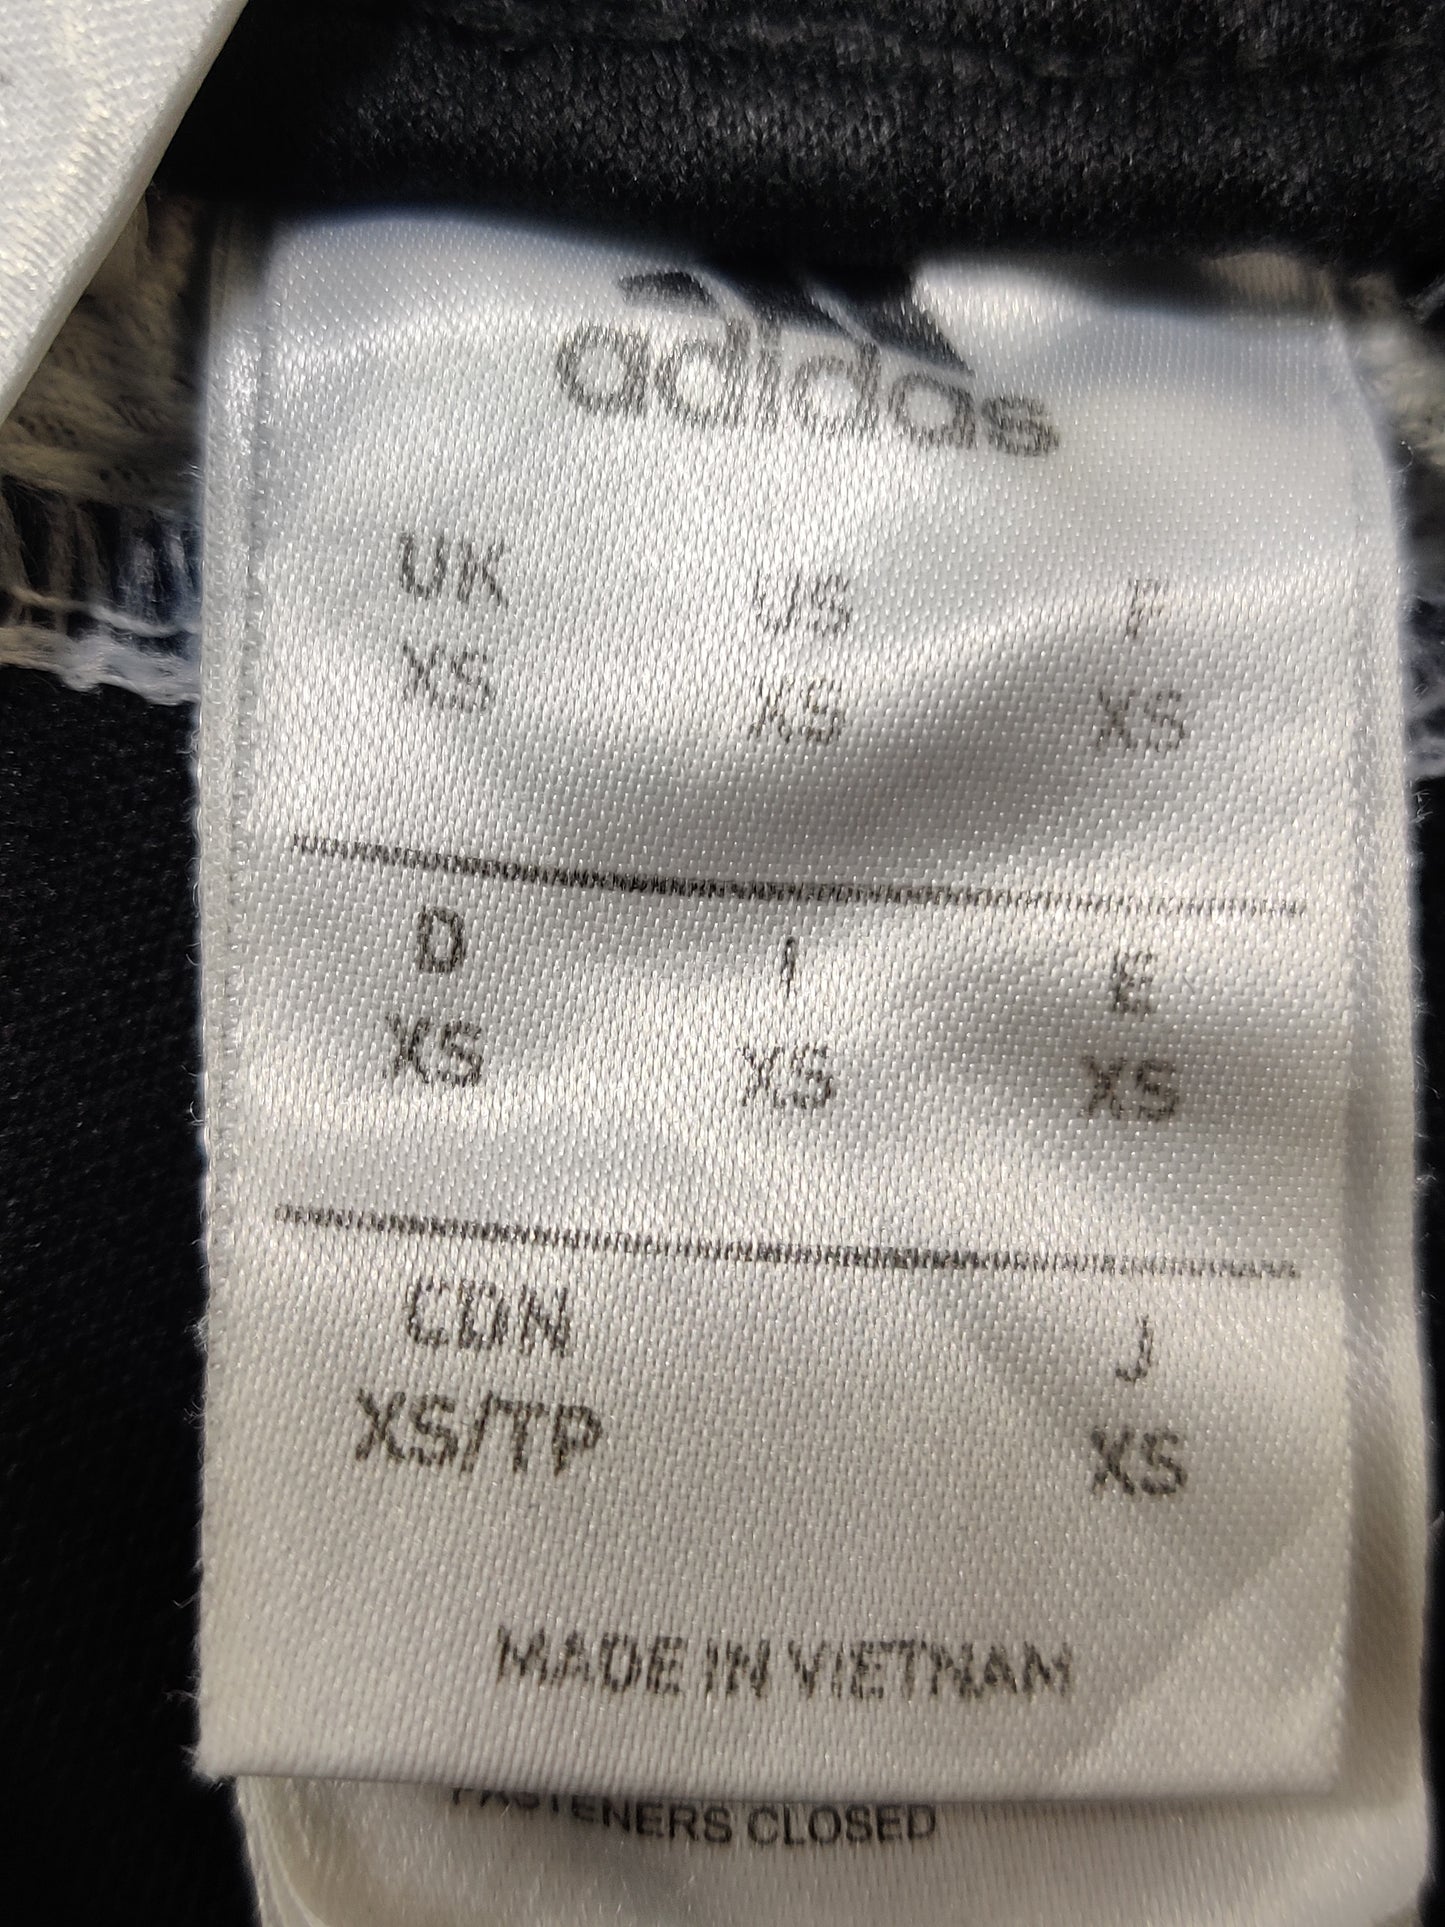 adidas
UK US F
XS XS XS
D I E
XS XS XS
CDN J
XS/TP XS
MADE IN VIETNAM
FASTENERS CLOSED